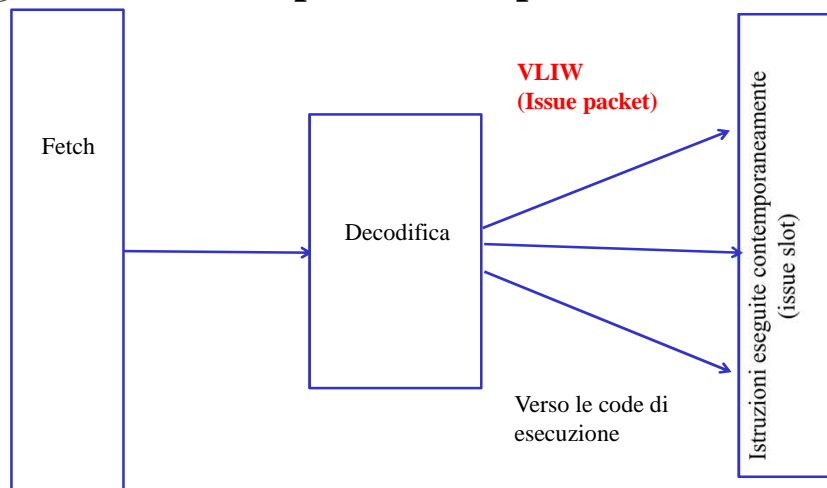 Fetch
Decodifica
VLIW
(Issue packet)
Verso le code di
esecuzione
Istruzioni eseguite contemporaneamente
(issue slot)